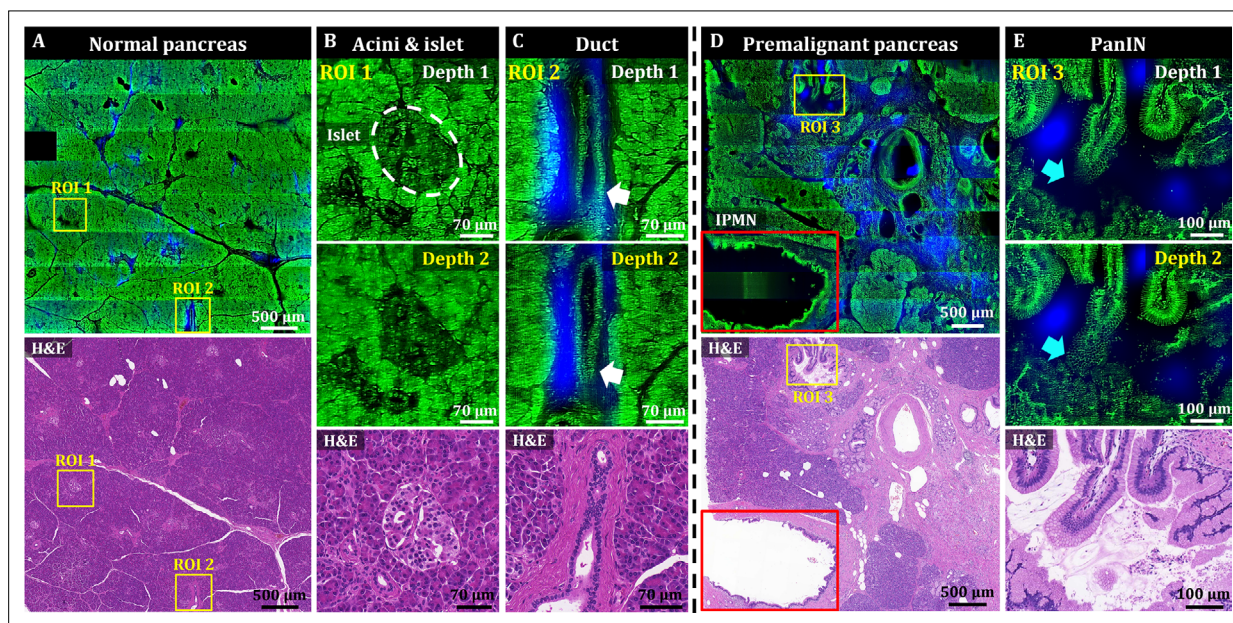 A Normal pancreas
ROI 1
ROI 2
500 µm
H&E
ROI 1
ROI 2
500 µm
B Acini & islet
ROI 1 Depth 1
Islet
70 µm
Depth 2
70 µm
H&E
70 µm
C Duct
ROI 2 Depth 1
70 µm
Depth 2
70 µm
H&E
70 µm
D Premalignant pancreas
ROI 3
IPMN
500 µm
H&E
ROI 3
500 µm
E PanIN
ROI 3 Depth 1
100 µm
Depth 2
100 µm
H&E
100 µm